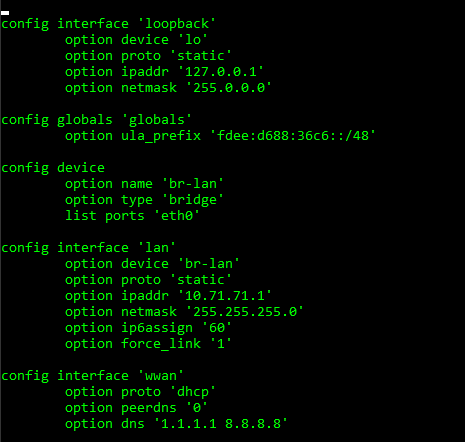 config interface 'loopback'
option device 'lo'
option proto 'static'
option ipaddr '127.0.0.1'
option netmask '255.0.0.0'
config globals 'globals'
option ula_prefix 'fdee:d688:36c6::/48'
config device
option name 'br-lan'
option type 'bridge'
list ports 'eth0'
config interface 'lan'
option device 'br-lan'
option proto 'static'
option ipaddr '10.71.71.1'
option netmask '255.255.255.0'
option ip6assign '60'
option force_link '1'
config interface 'wwan'
option proto 'dhcp'
option peerdns '0'
option dns '1.1.1.1 8.8.8.8'